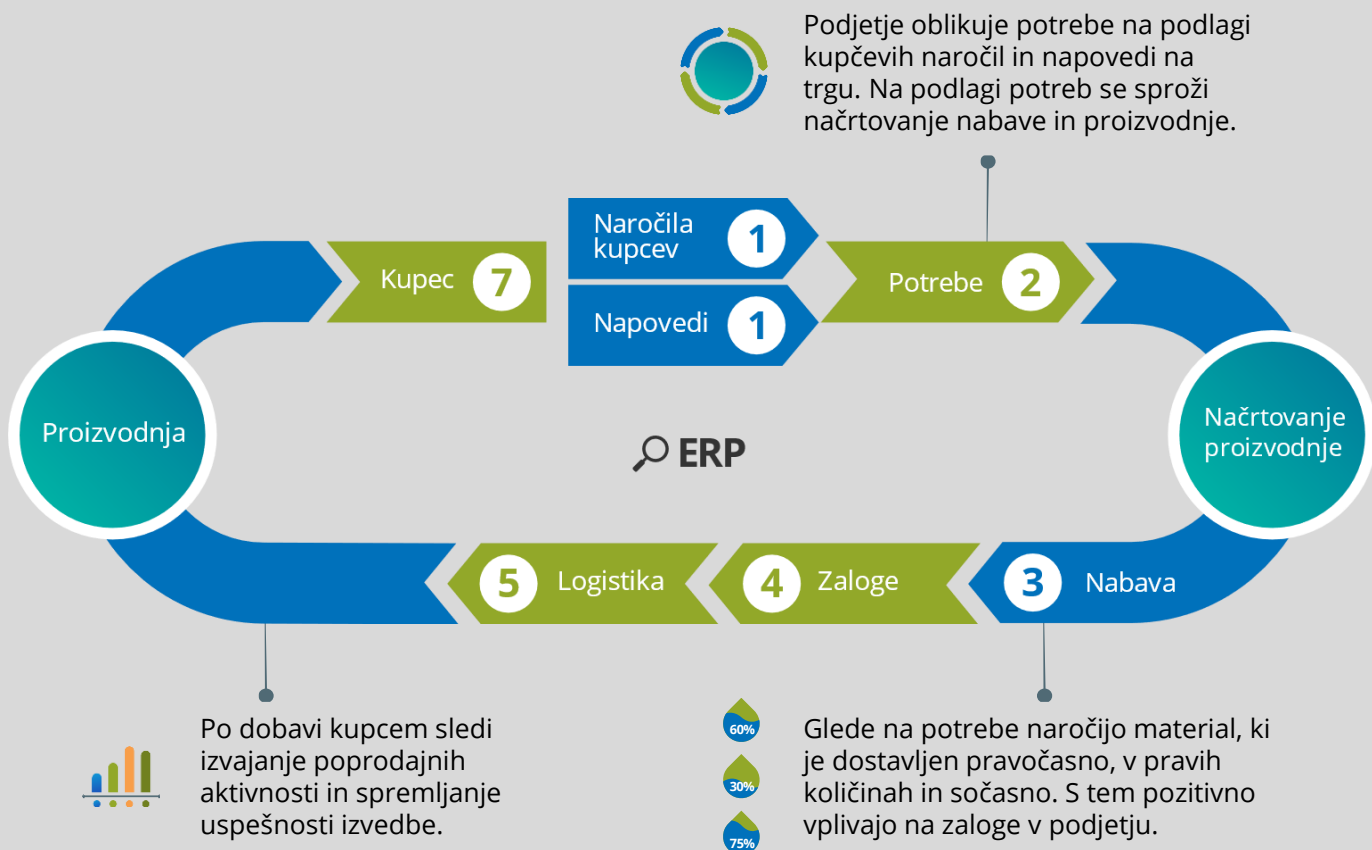 Podjetje oblikuje potrebe na podlagi
kupčevih naročil in napovedi na
trgu. Na podlagi potreb se sproži
načrtovanje nabave in proizvodnje.
Kupec 7
Naročila
kupcev 1
Napovedi 1
Potrebe 2
Proizvodnja
Načrtovanje
proizvodnje
ERP
5 Logistika
4 Zaloge
3 Nabava
Po dobavi kupcem sledi
izvajanje poprodajnih
aktivnosti in spremljanje
uspešnosti izvedbe.
60%
30%
75%
Glede na potrebe naročijo material, ki
je dostavljen pravočasno, v pravih
količinah in sočasno. S tem pozitivno
vplivajo na zaloge v podjetju.